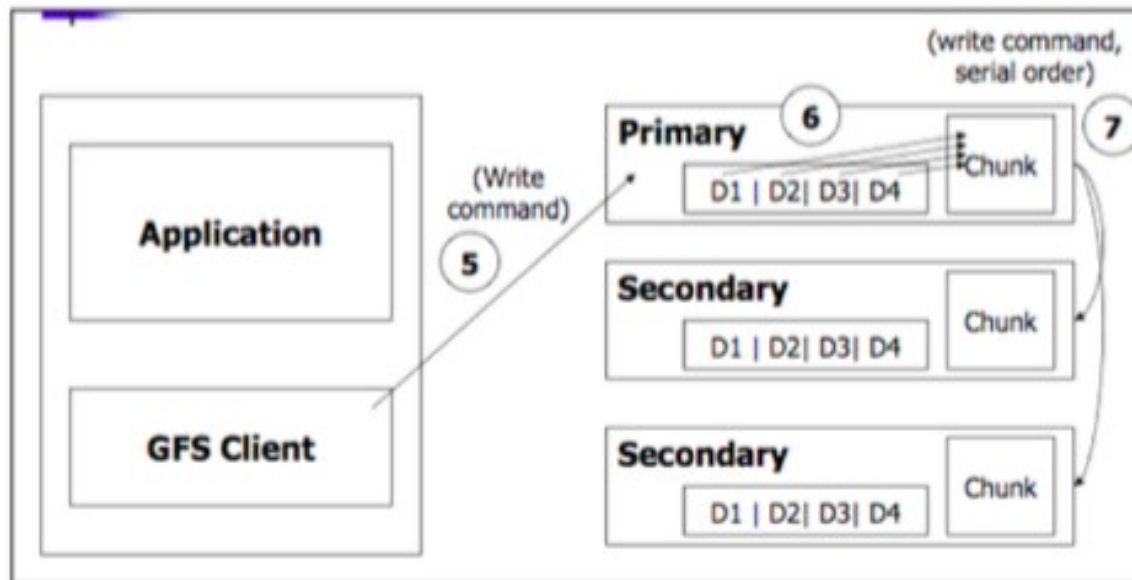 (write command,
serial order)
6
7
Primary
Chunk
D1 | D2| D3| D4
(Write
command)
5
Application
Secondary
Chunk
D1 | D2| D3| D4
GFS Client
Secondary
Chunk
D1 | D2| D3| D4